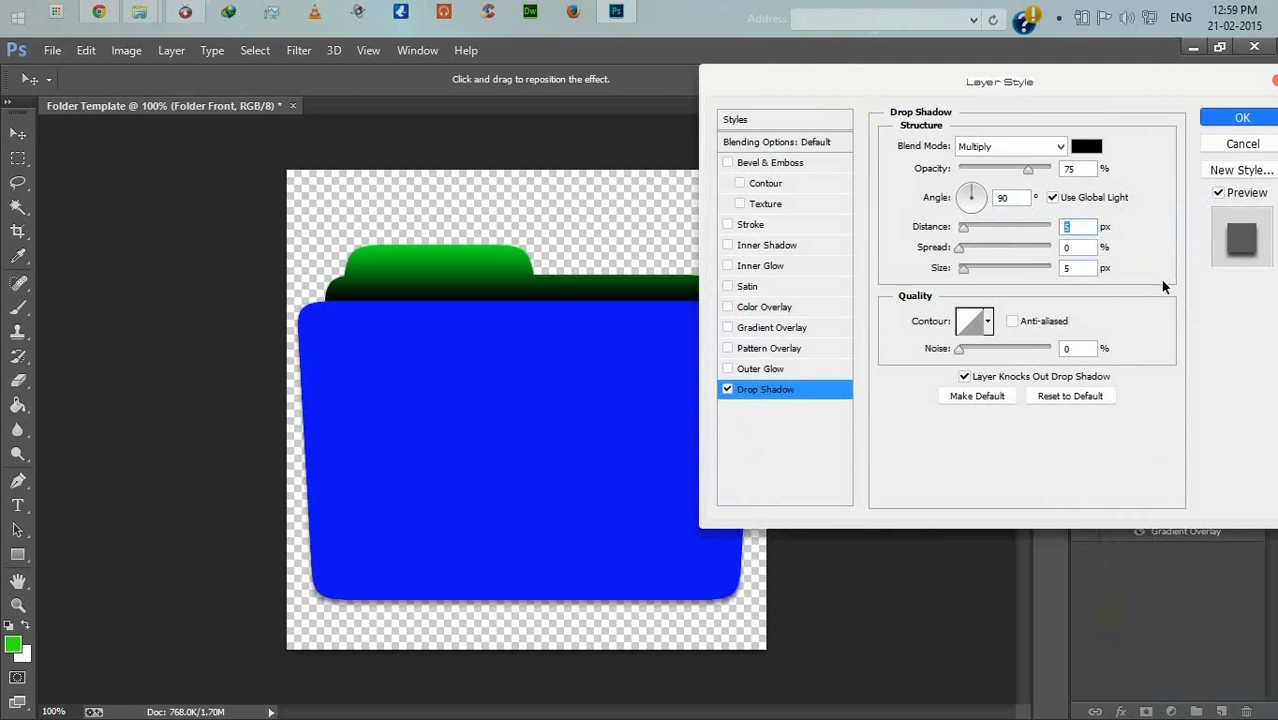 Address
ENG
12:59 PM
21-02-2015
Ps File Edit Image Layer Type Select Filter 3D View Window Help
Click and drag to reposition the effect.
Folder Template @ 100% (Folder Front, RGB/8) *
Layer Style
Styles
Blending Options: Default
Bevel & Emboss
Contour
Texture
Stroke
Inner Shadow
Inner Glow
Satin
Color Overlay
Gradient Overlay
Pattern Overlay
Outer Glow
Drop Shadow
Drop Shadow
Structure
Blend Mode: Multiply
Opacity: 75 %
Angle: 90 ° Use Global Light
Distance: 5 px
Spread: 0 %
Size: 5 px
Quality
Contour: Anti-aliased
Noise: 0 %
Layer Knocks Out Drop Shadow
Make Default Reset to Default
OK
Cancel
New Style...
Preview
Gradient Overlay
100% Doc: 768.0K/1.70M